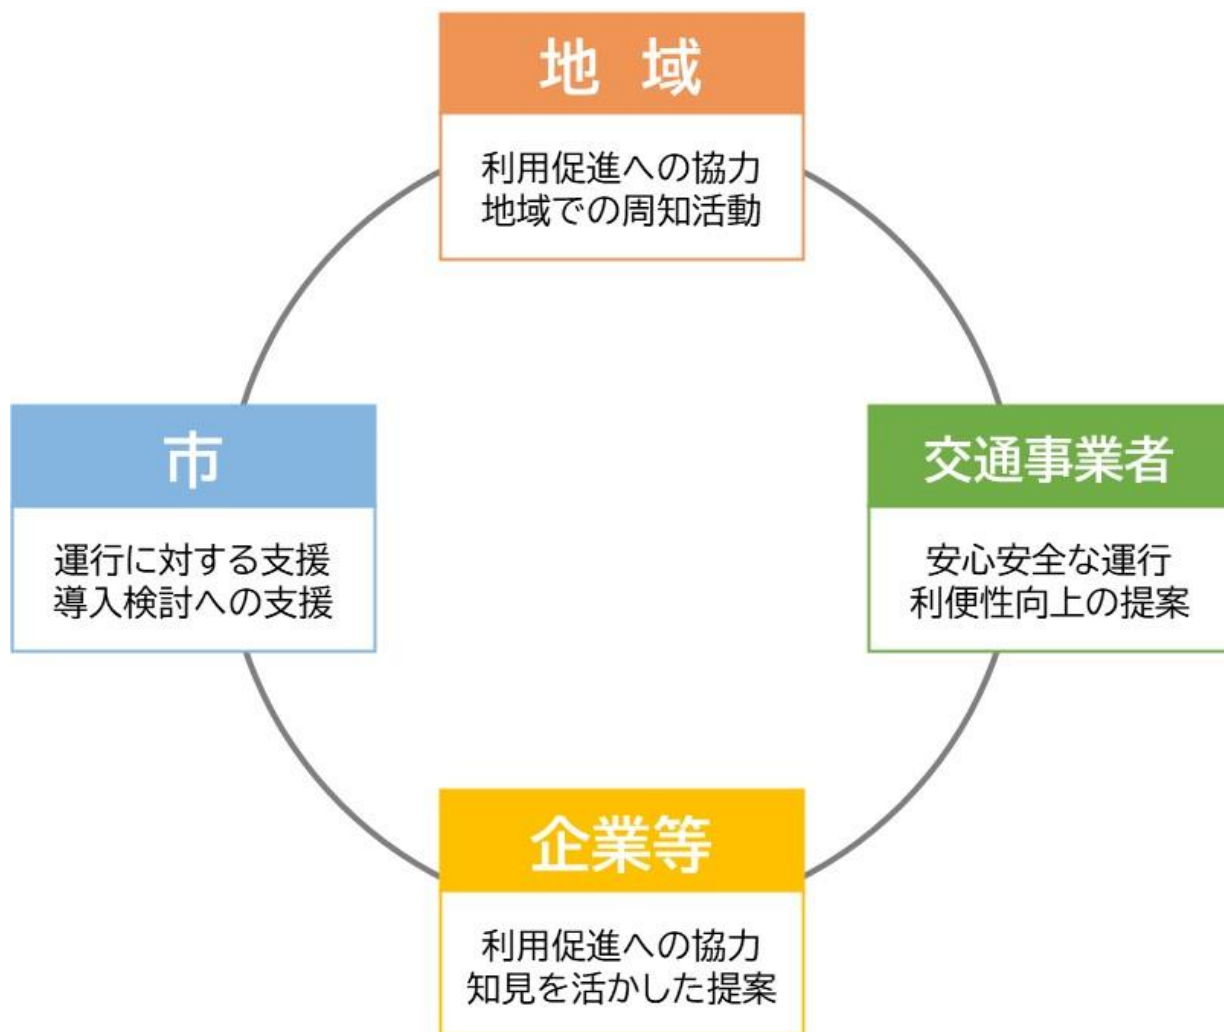 地 域
利用促進への協力
地域での周知活動
市
運行に対する支援
導入検討への支援
交通事業者
安心安全な運行
利便性向上の提案
企業等
利用促進への協力
知見を活かした提案